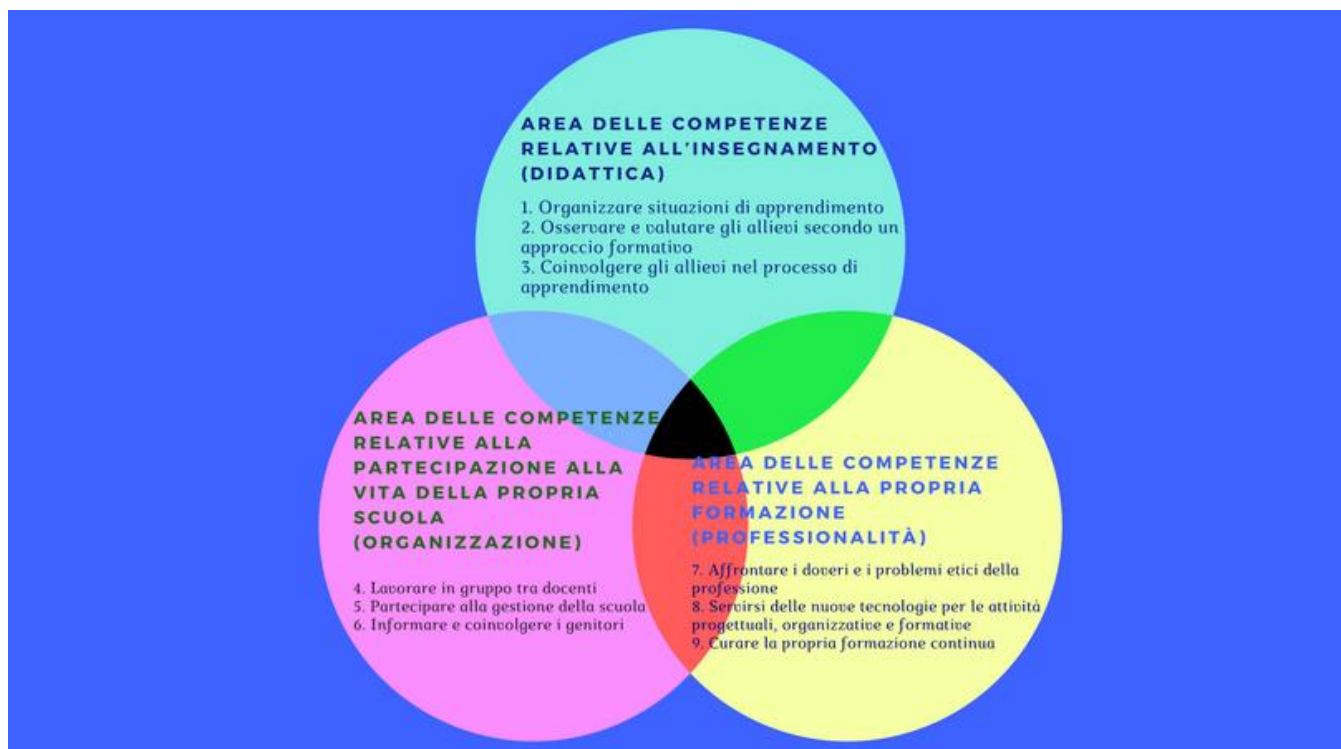 AREA DELLE COMPETENZE
RELATIVE ALL'INSEGNAMENTO
(DIDATTICA)
1. Organizzare situazioni di apprendimento
2. Osservare e valutare gli allievi secondo un
approccio formativo
3. Coinvolgere gli allievi nel processo di
apprendimento
AREA DELLE COMPETENZE
RELATIVE ALLA
PARTECIPAZIONE ALLA
VITA DELLA PROPRIA
SCUOLA
(ORGANIZZAZIONE)
4. Lavorare in gruppo tra docenti
5. Partecipare alla gestione della scuola
6. Informare e coinvolgere i genitori
AREA DELLE COMPETENZE
RELATIVE ALLA PROPRIA
FORMAZIONE
(PROFESSIONALITÀ)
7. Affrontare i doveri e i problemi etici della
professione
8. Servirsi delle nuove tecnologie per le attività
progettuali, organizzative e formative
9. Curare la propria formazione continua